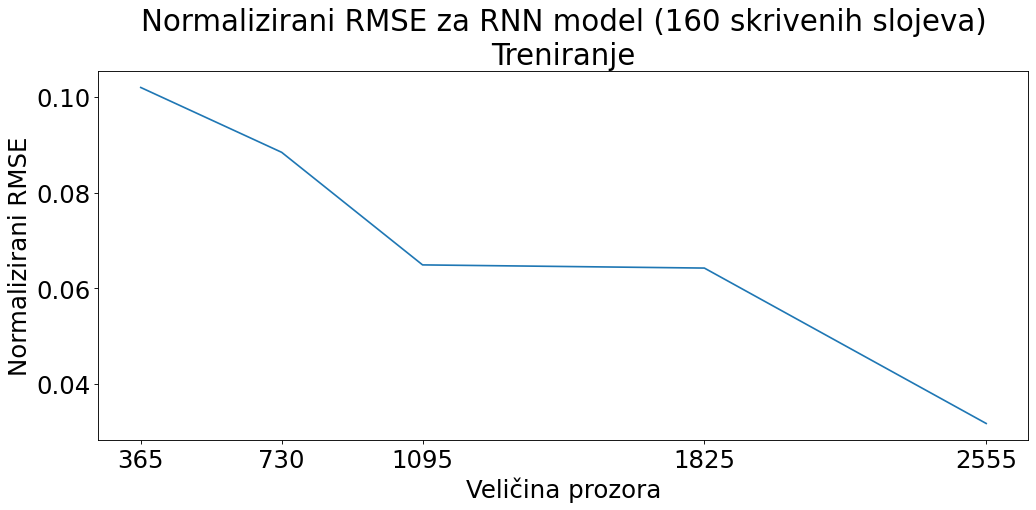 Normalizirani RMSE za RNN model (160 skrivenih slojeva)
Treniranje
Normalizirani RMSE
0.10
0.08
0.06
0.04
365 730 1095 1825 2555
Veličina prozora